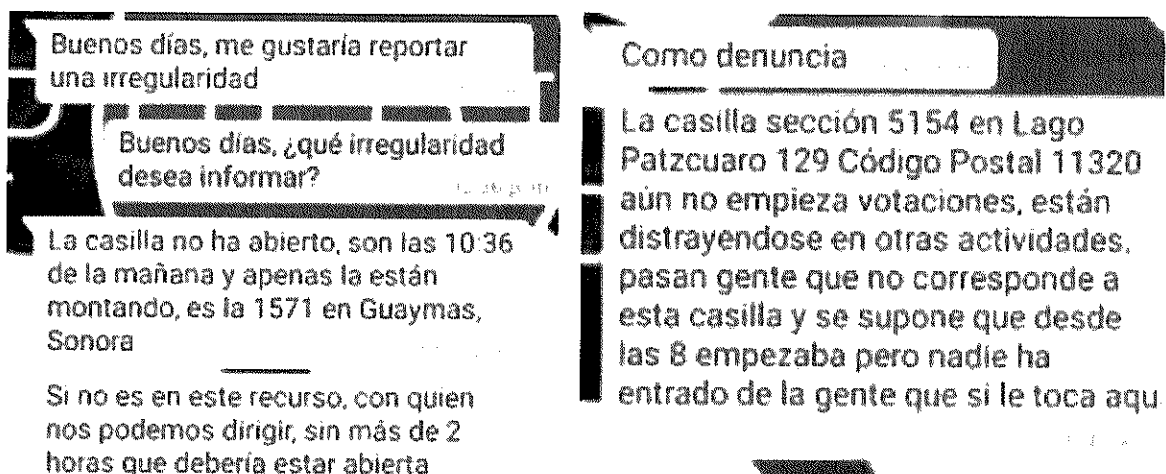 Buenos días, me gustaría reportar
una irregularidad
Buenos días, ¿qué irregularidad
desea informar?
La casilla no ha abierto, son las 10:36
de la mañana y apenas la están
montando, es la 1571 en Guaymas,
Sonora
Si no es en este recurso, con quien
nos podemos dirigir, sin más de 2
horas que debería estar abierta
Como denuncia
La casilla sección 5154 en Lago
Patzcuaro 129 Código Postal 11320
aún no empieza votaciones, están
distrayendose en otras actividades,
pasan gente que no corresponde a
esta casilla y se supone que desde
las 8 empezaba pero nadie ha
entrado de la gente que si le toca aqu